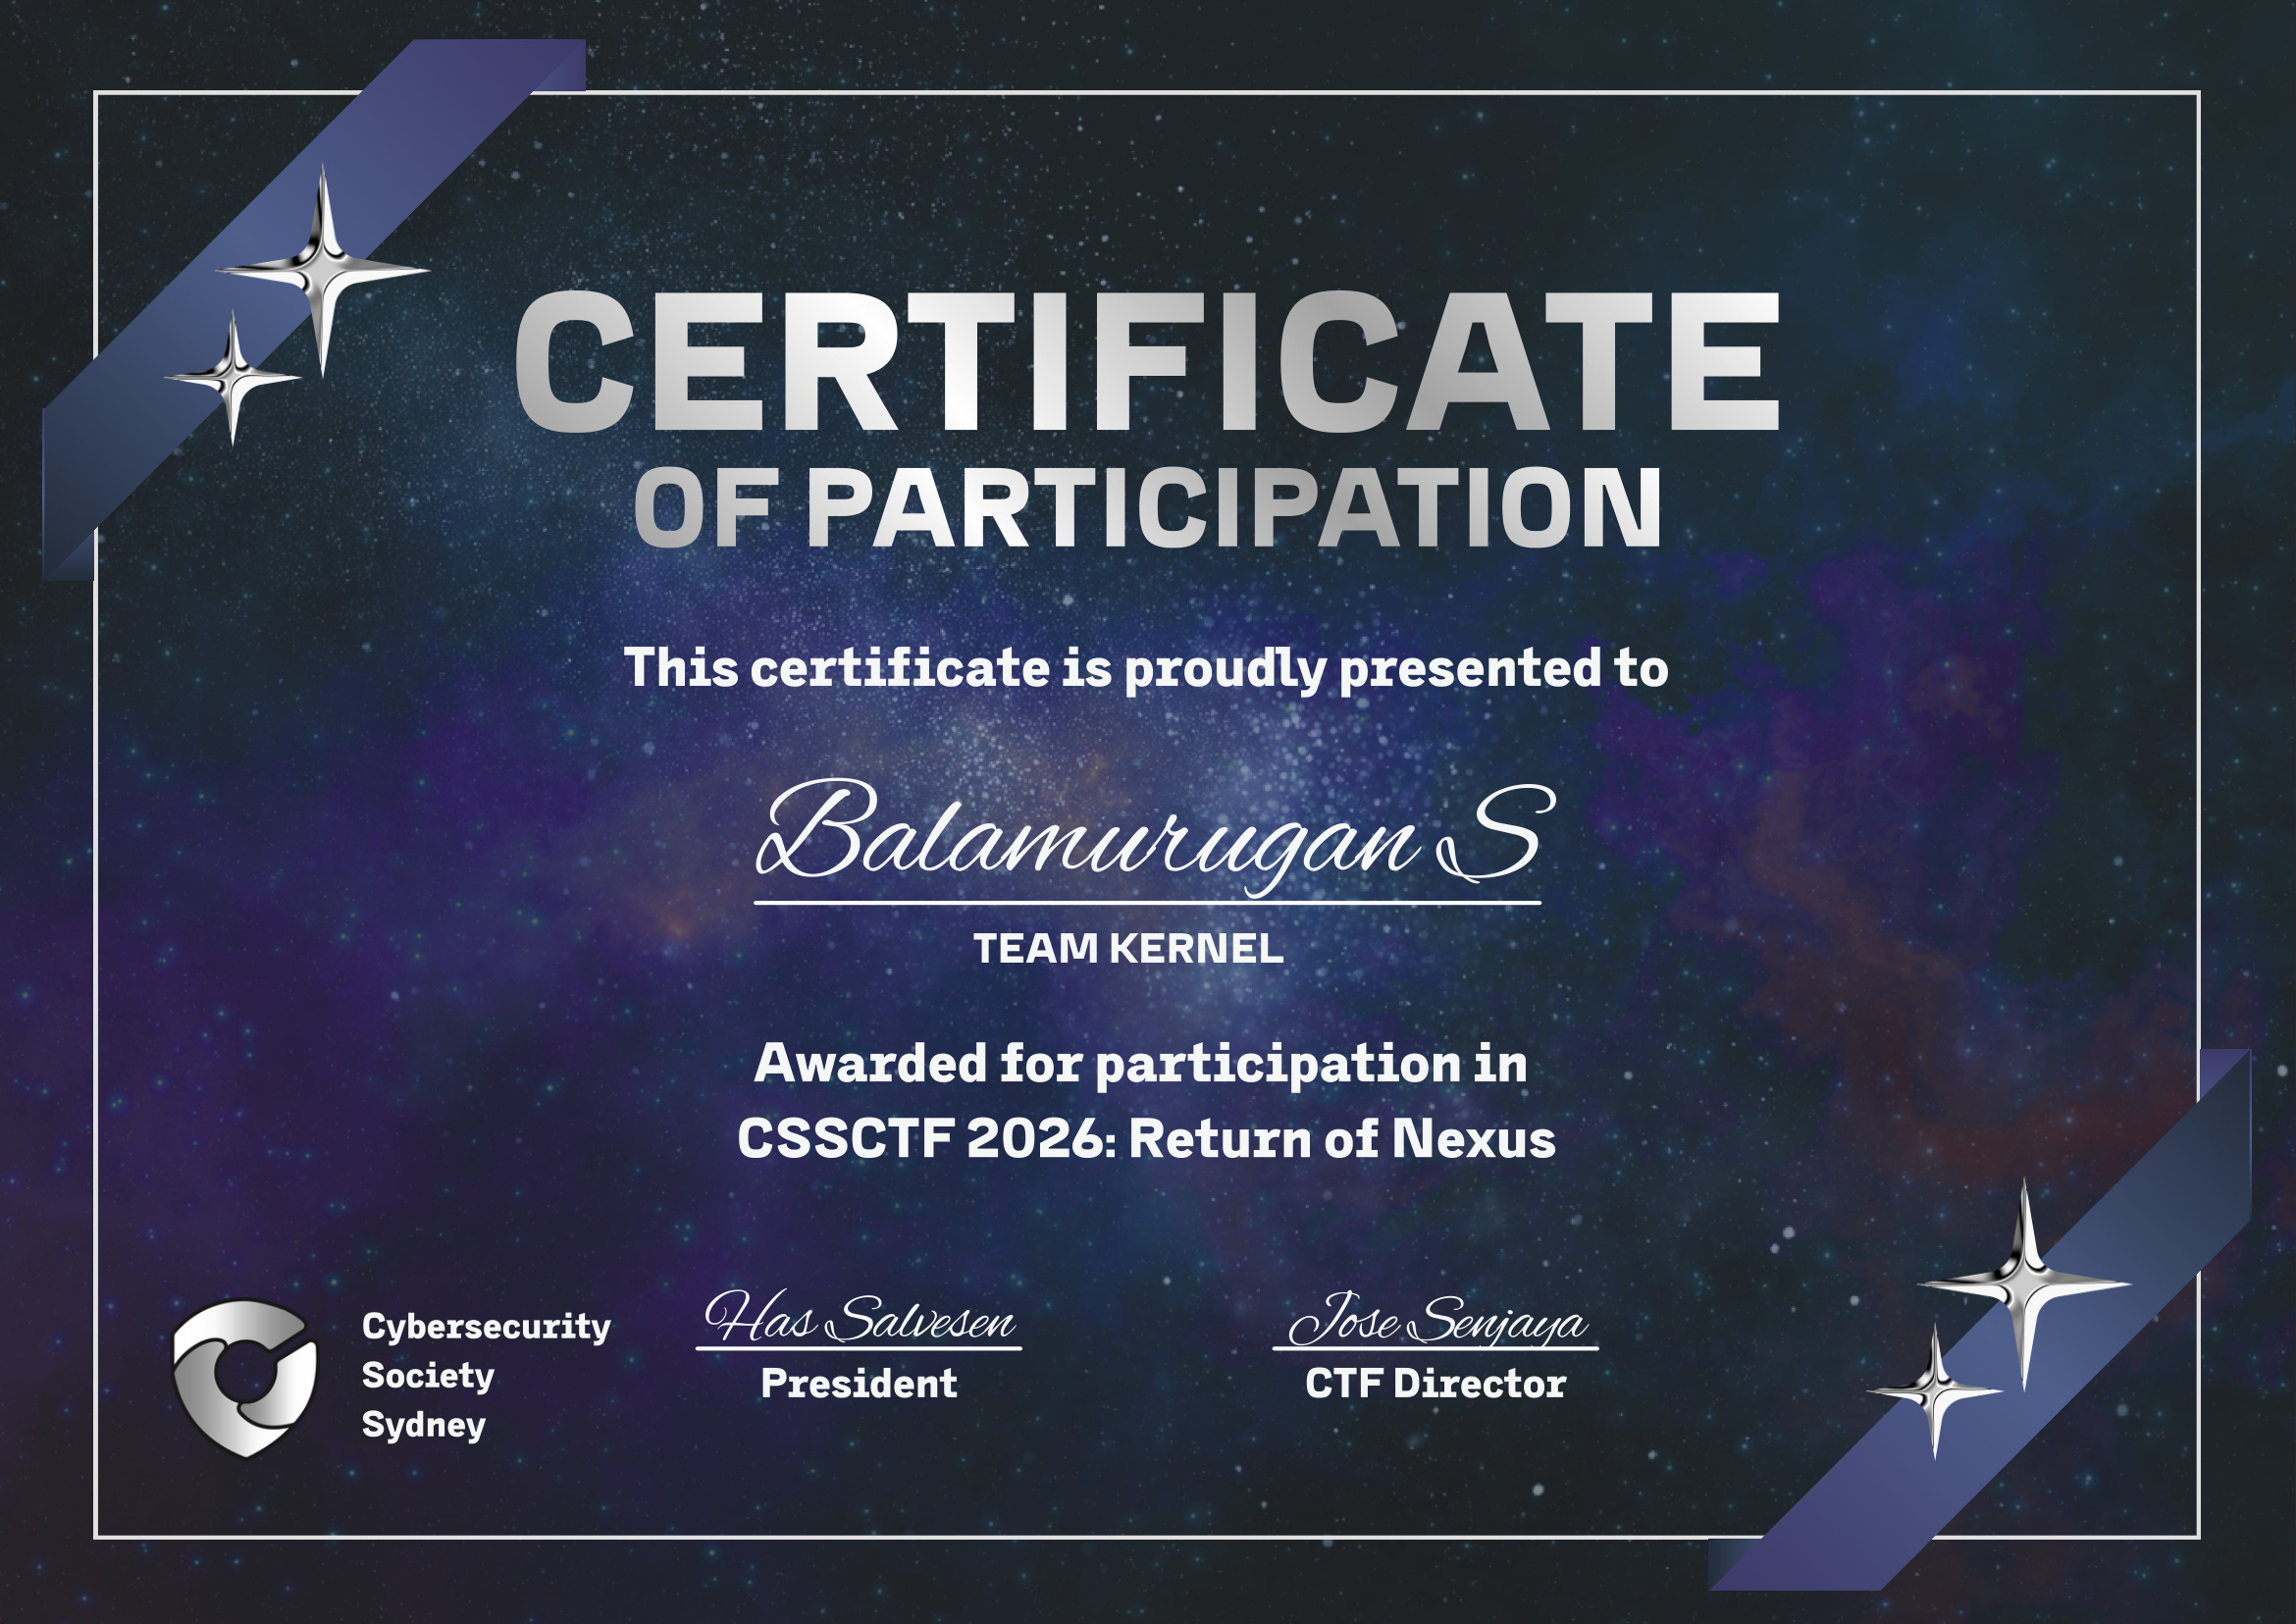 CERTIFICATE
OF PARTICIPATION
This certificate is proudly presented to
Balamurugan S
TEAM KERNEL
Awarded for participation in
CSSCTF 2026: Return of Nexus
Cybersecurity
Society
Sydney
Has Salvesen
President
Jose Senjaya
CTF Director